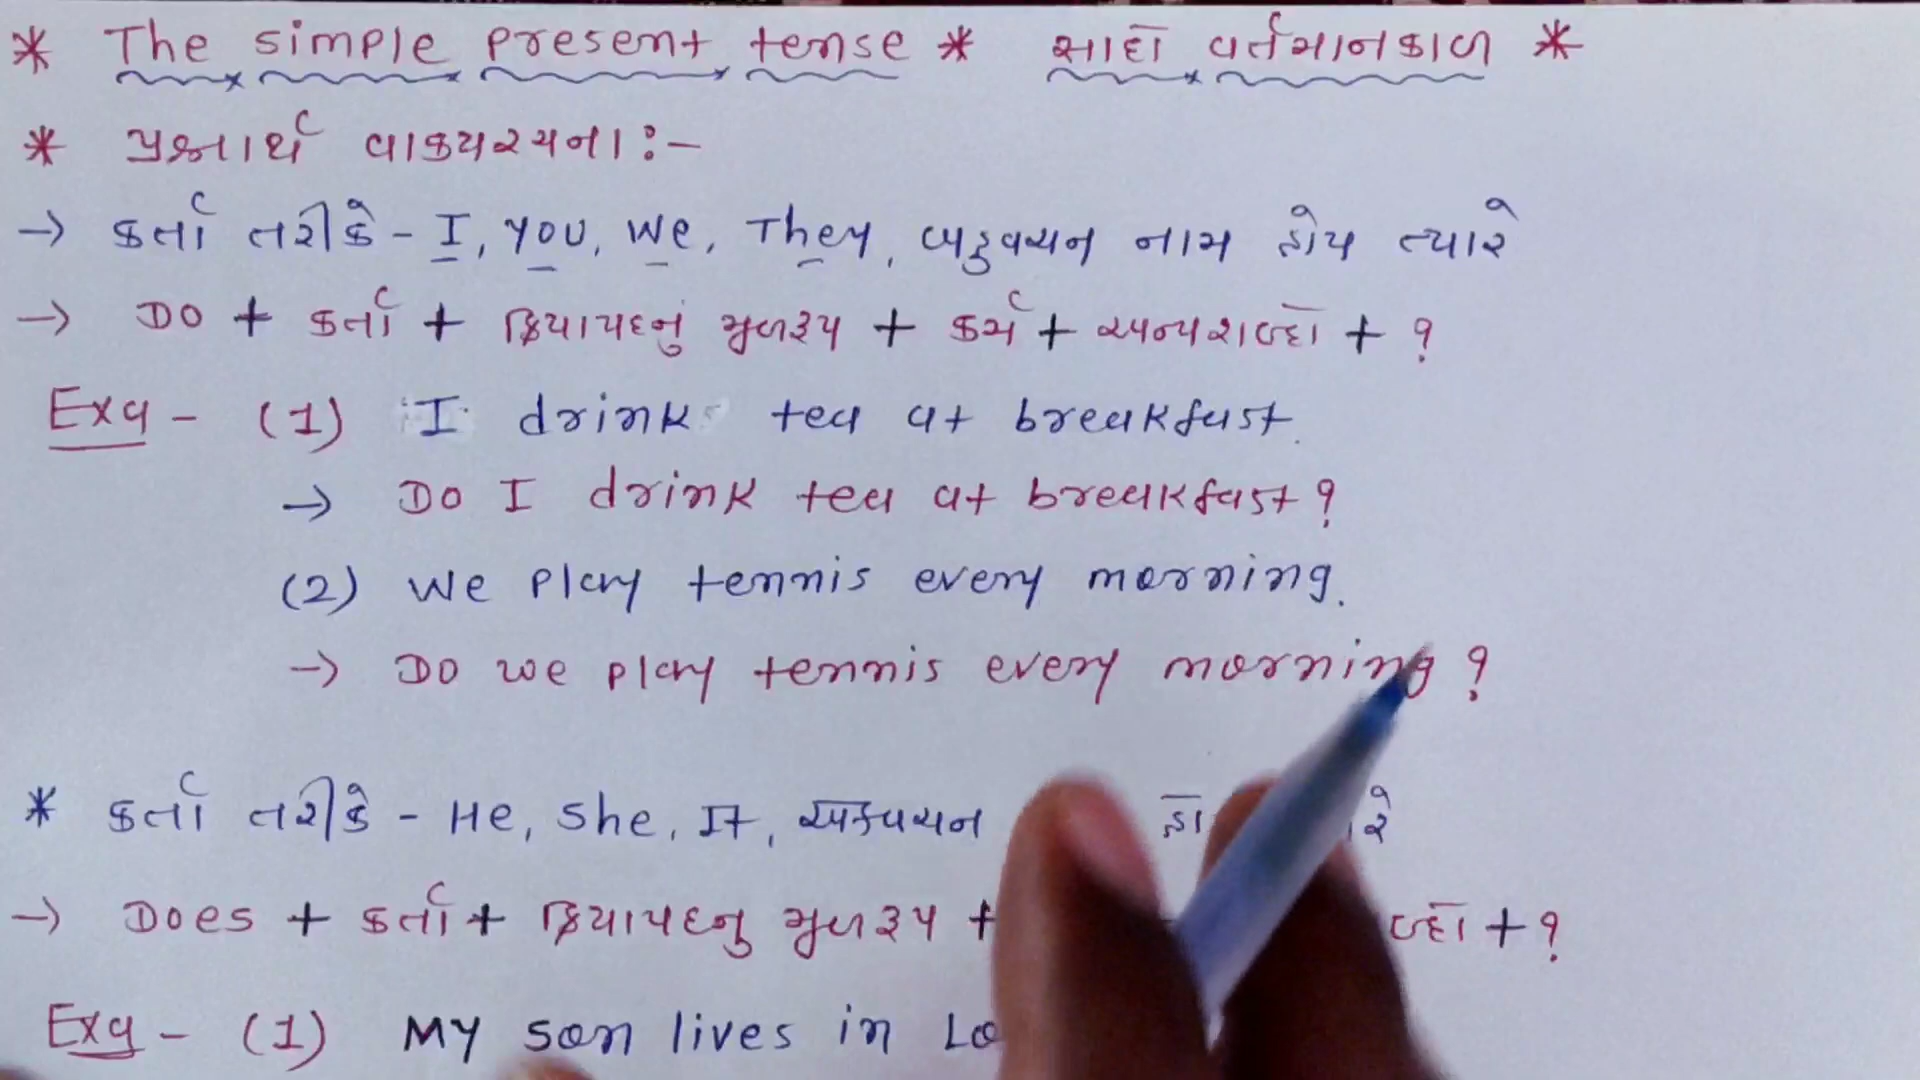 * The simple present tense * સાદો વર્તમાનકાળ *
* પ્રશ્નાર્થ વાક્યરચના :-
→ કર્તા તરીકે - I, you, we, They, બહુવચન નામ હોય ત્યારે
→ Do + કર્તા + ક્રિયાપદનું મુળરૂપ + કર્મ + અન્યશબ્દો + ?
Exa - (1) I drink tea at breakfast.
→ Do I drink tea at breakfast?
(2) we play tennis every morning.
→ Do we play tennis every morning?
* કર્તા તરીકે - He, she, It, એકવચન
→ Does + કર્તા + ક્રિયાપદનુ મુળરૂપ + + ?
Exa - (1) My son lives in